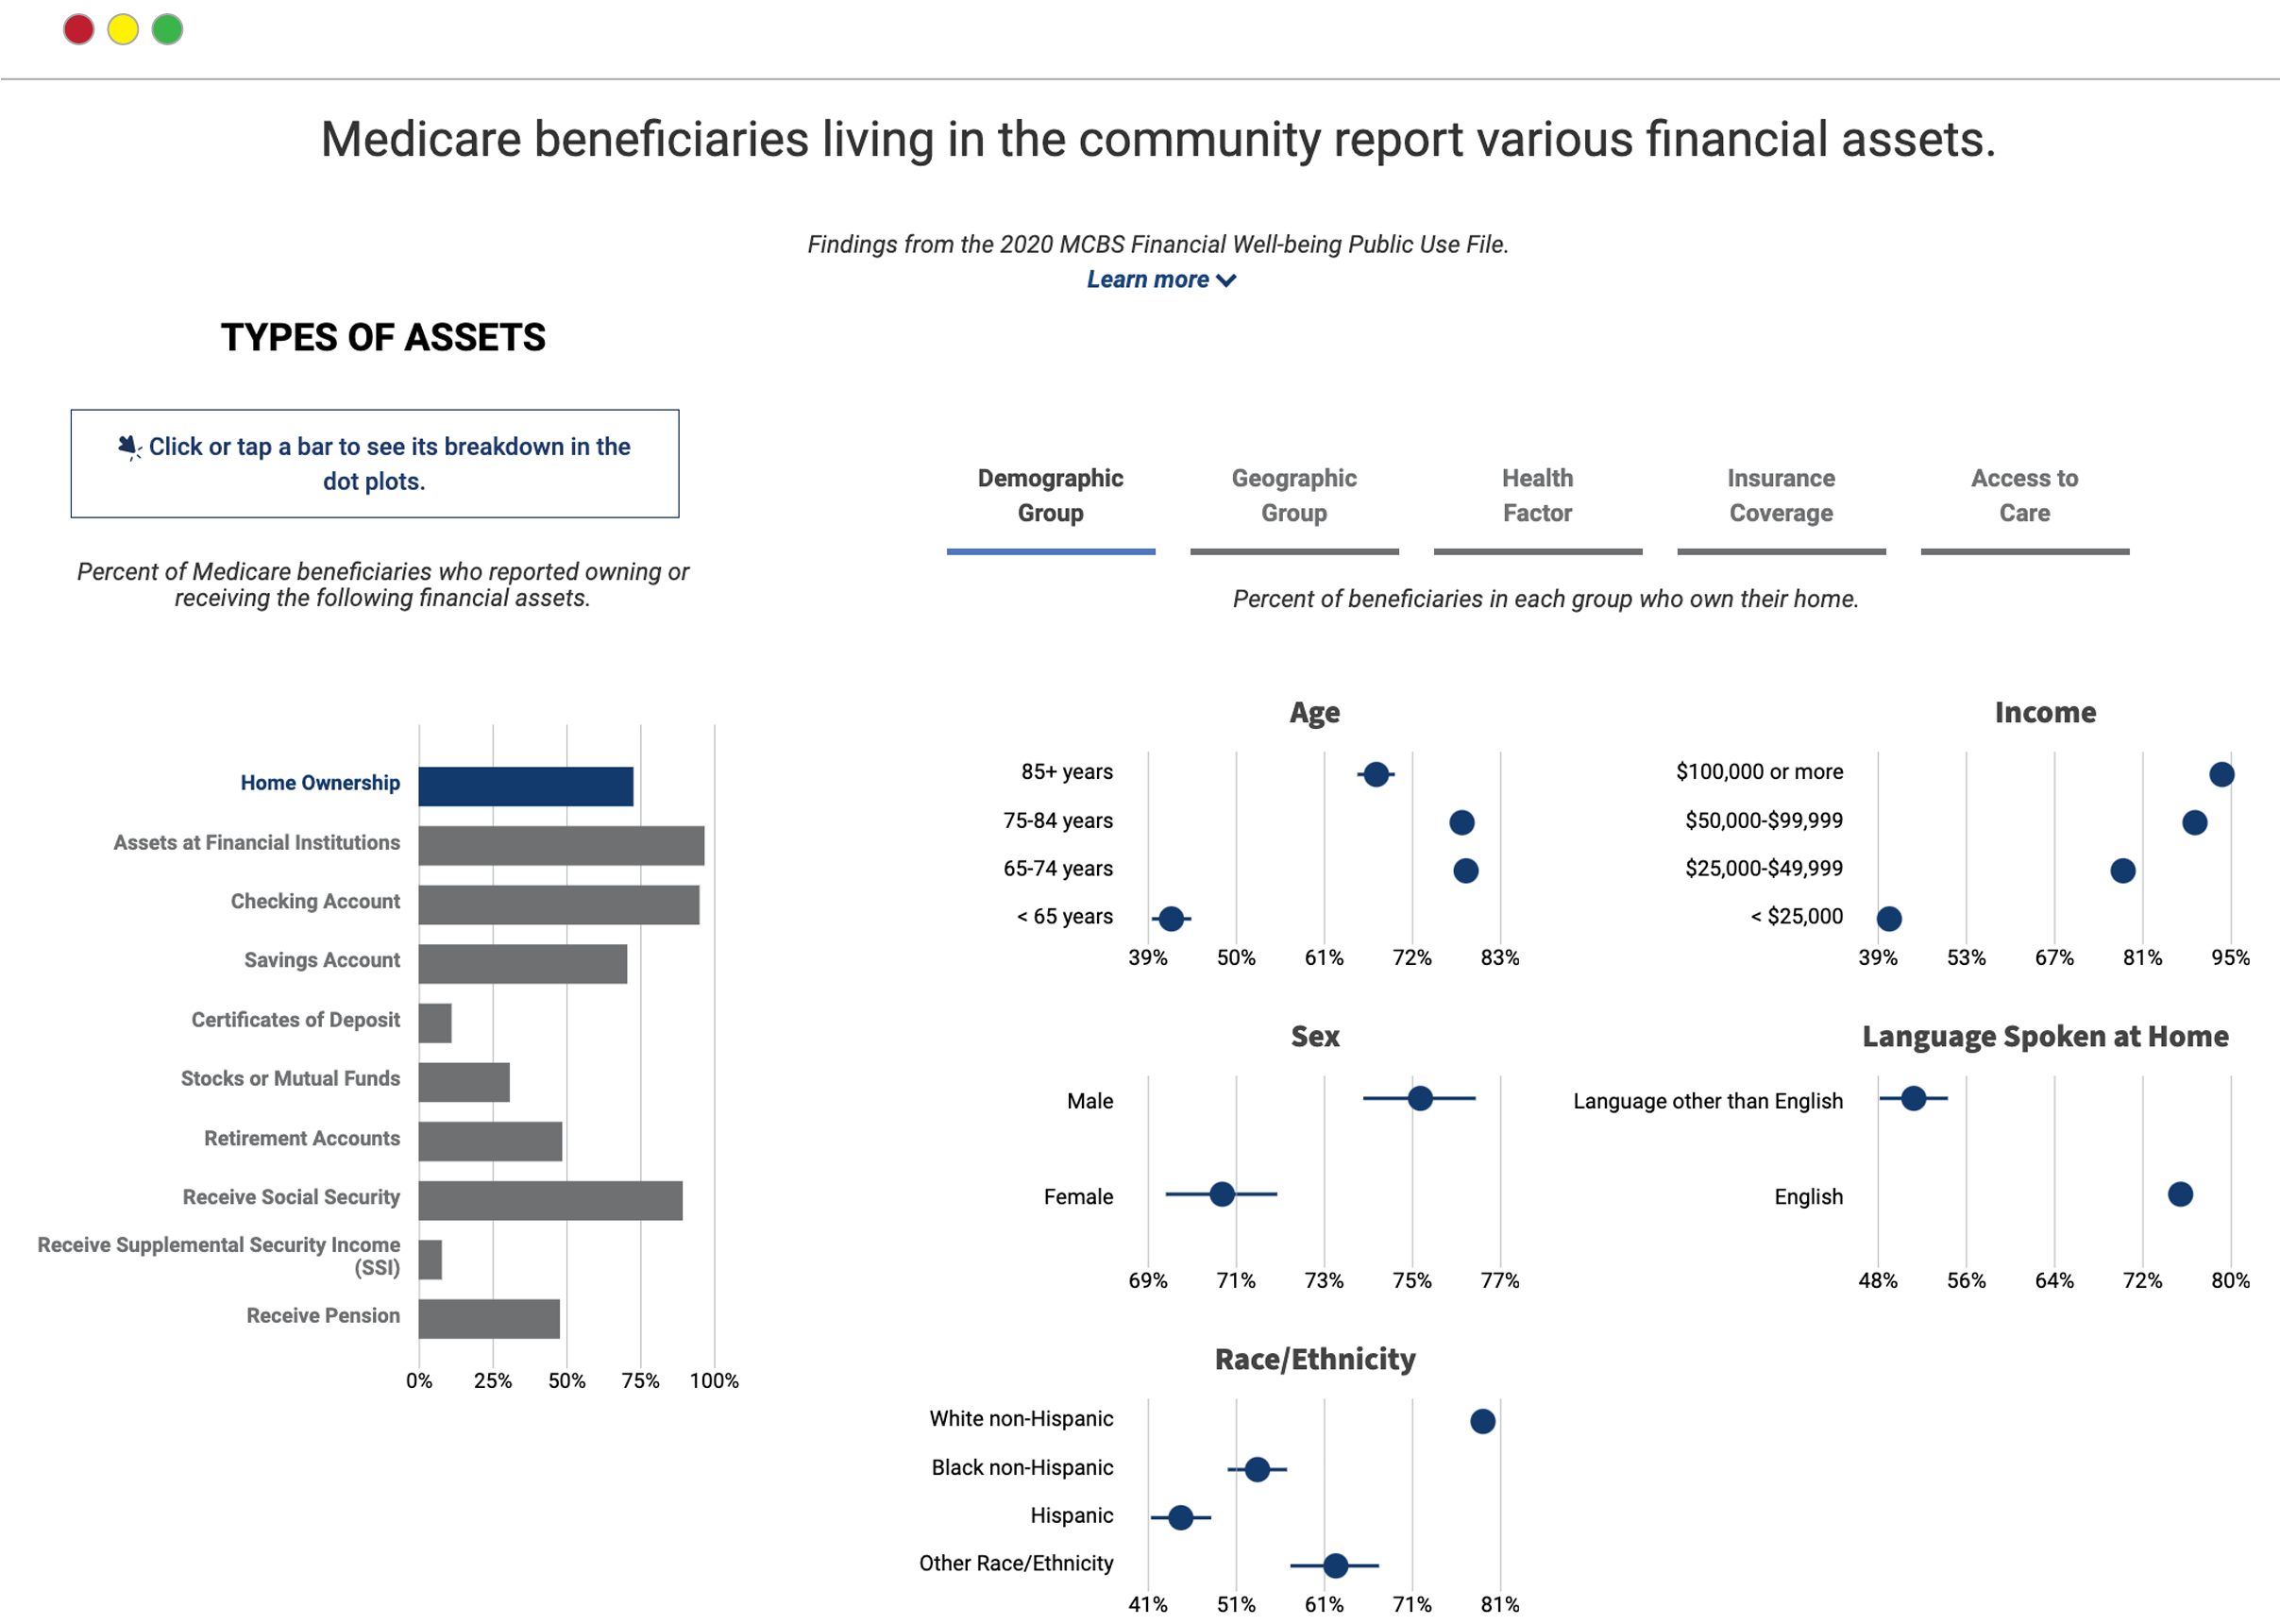 Medicare beneficiaries living in the community report various financial assets.
Findings from the 2020 MCBS Financial Well-being Public Use File.
Learn more
TYPES OF ASSETS
Click or tap a bar to see its breakdown in the
dot plots.
Percent of Medicare beneficiaries who reported owning or
receiving the following financial assets.
Home Ownership
Assets at Financial Institutions
Checking Account
Savings Account
Certificates of Deposit
Stocks or Mutual Funds
Retirement Accounts
Receive Social Security
Receive Supplemental Security Income
(SSI)
Receive Pension
0% 25% 50% 75% 100%
Demographic
Group
Geographic
Group
Health
Factor
Insurance
Coverage
Access to
Care
Percent of beneficiaries in each group who own their home.
Age
85+ years
75-84 years
65-74 years
< 65 years
39% 50% 61% 72% 83%
Income
$100,000 or more
$50,000-$99,999
$25,000-$49,999
< $25,000
39% 53% 67% 81% 95%
Sex
Male
Female
69% 71% 73% 75% 77%
Language Spoken at Home
Language other than English
English
48% 56% 64% 72% 80%
Race/Ethnicity
White non-Hispanic
Black non-Hispanic
Hispanic
Other Race/Ethnicity
41% 51% 61% 71% 81%